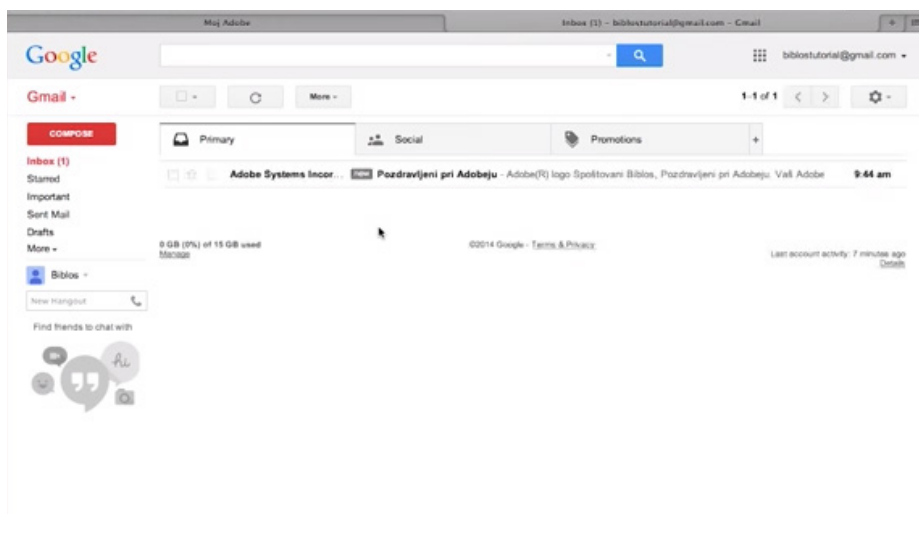 Moj Adobe
Inbox (1) – biblostutorial@gmail.com – Gmail
Google
biblostutorial@gmail.com
Gmail
More
1–1 of 1
COMPOSE
Primary
Social
Promotions
+
Inbox (1)
Starred
Important
Sent Mail
Drafts
More
Adobe Systems Incor...
new
Pozdravljeni pri Adobeju - Adobe(R) logo Spoštovani Biblos, Pozdravljeni pri Adobeju. Vaš Adobe
9:44 am
0 GB (0%) of 15 GB used
Manage
©2014 Google - Terms & Privacy
Last account activity: 7 minutes ago
Details
Biblos
New Hangout
Find friends to chat with
hi